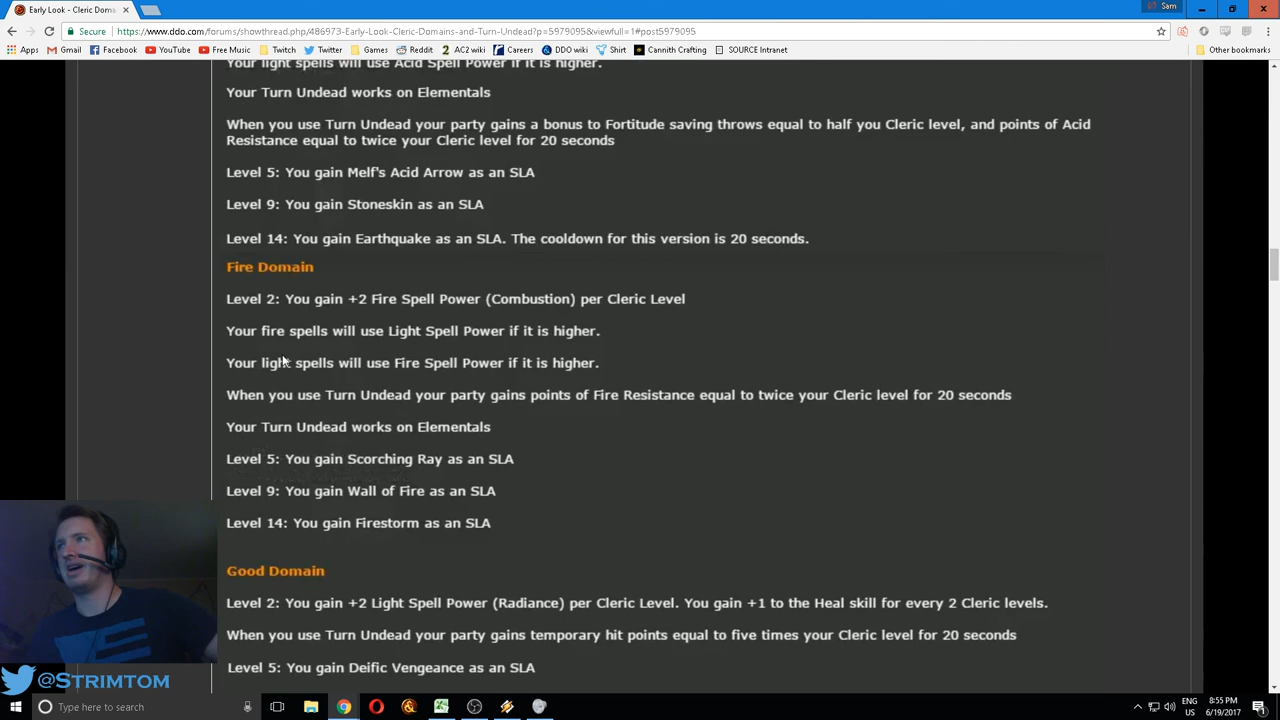 Early Look - Cleric Domain ×
Sam
Secure https://www.ddo.com/forums/showthread.php/486973-Early-Look-Cleric-Domains-and-Turn-Undead?p=5979095&viewfull=1#post5979095
Apps Gmail Facebook YouTube Free Music Twitch Twitter Games Reddit AC2 wiki Careers DDO wiki Shirt Cannith Crafting SOURCE Intranet Other bookmarks
Your light spells will use Acid Spell Power if it is higher.
Your Turn Undead works on Elementals
When you use Turn Undead your party gains a bonus to Fortitude saving throws equal to half you Cleric level, and points of Acid
Resistance equal to twice your Cleric level for 20 seconds
Level 5: You gain Melf's Acid Arrow as an SLA
Level 9: You gain Stoneskin as an SLA
Level 14: You gain Earthquake as an SLA. The cooldown for this version is 20 seconds.
Fire Domain
Level 2: You gain +2 Fire Spell Power (Combustion) per Cleric Level
Your fire spells will use Light Spell Power if it is higher.
Your light spells will use Fire Spell Power if it is higher.
When you use Turn Undead your party gains points of Fire Resistance equal to twice your Cleric level for 20 seconds
Your Turn Undead works on Elementals
Level 5: You gain Scorching Ray as an SLA
Level 9: You gain Wall of Fire as an SLA
Level 14: You gain Firestorm as an SLA
Good Domain
Level 2: You gain +2 Light Spell Power (Radiance) per Cleric Level. You gain +1 to the Heal skill for every 2 Cleric levels.
When you use Turn Undead your party gains temporary hit points equal to five times your Cleric level for 20 seconds
Level 5: You gain Deific Vengeance as an SLA
@STRIMTOM
Type here to search
ENG
US
8:55 PM
6/19/2017
1